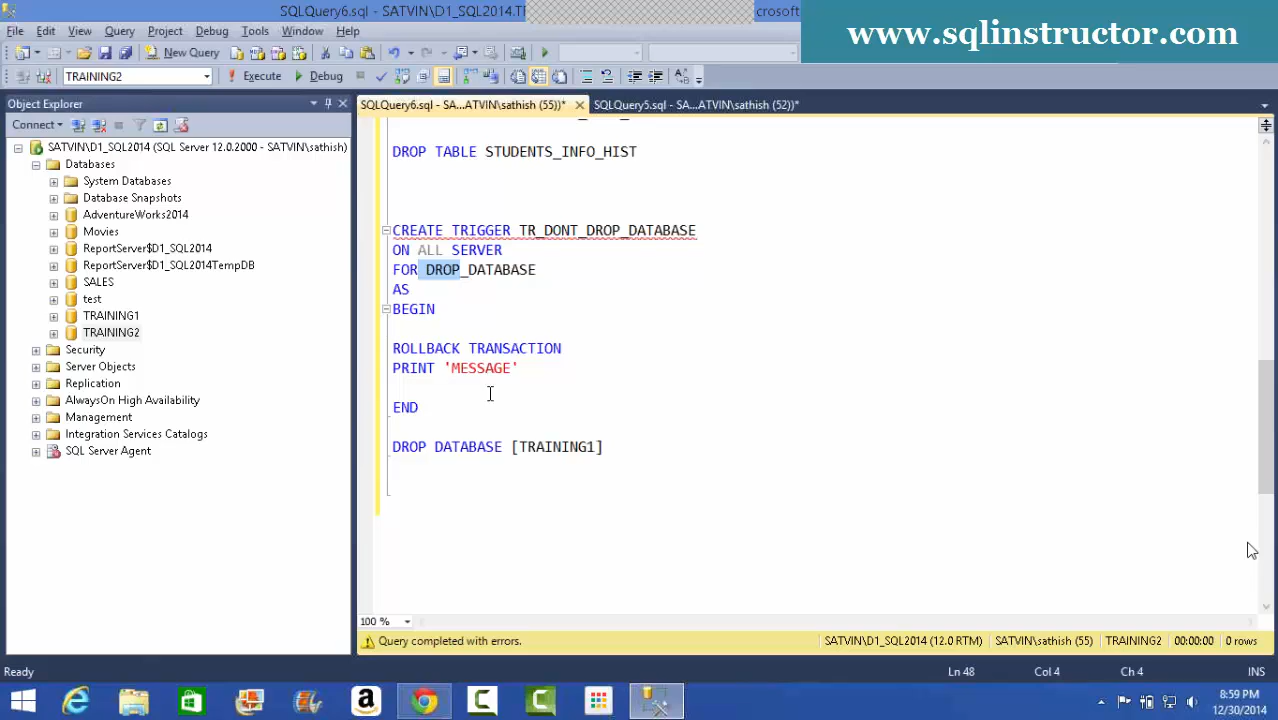 SQLQuery6.sql - SATVIN\D1_SQL2014.T
crosoft
www.sqlinstructor.com
File Edit View Query Project Debug Tools Window Help
New Query
TRAINING2 Execute Debug
Object Explorer
SQLQuery6.sql - SA...ATVIN\sathish (55))* SQLQuery5.sql - SA...ATVIN\sathish (52))*
Connect
SATVIN\D1_SQL2014 (SQL Server 12.0.2000 - SATVIN\sathish)
Databases
System Databases
Database Snapshots
AdventureWorks2014
Movies
ReportServer$D1_SQL2014
ReportServer$D1_SQL2014TempDB
SALES
test
TRAINING1
TRAINING2
Security
Server Objects
Replication
AlwaysOn High Availability
Management
Integration Services Catalogs
SQL Server Agent
DROP TABLE STUDENTS_INFO_HIST
CREATE TRIGGER TR_DONT_DROP_DATABASE
ON ALL SERVER
FOR DROP_DATABASE
AS
BEGIN
ROLLBACK TRANSACTION
PRINT 'MESSAGE'
END
DROP DATABASE [TRAINING1]
100 %
Query completed with errors. SATVIN\D1_SQL2014 (12.0 RTM) SATVIN\sathish (55) TRAINING2 00:00:00 0 rows
Ready Ln 48 Col 4 Ch 4 INS
8:59 PM
12/30/2014